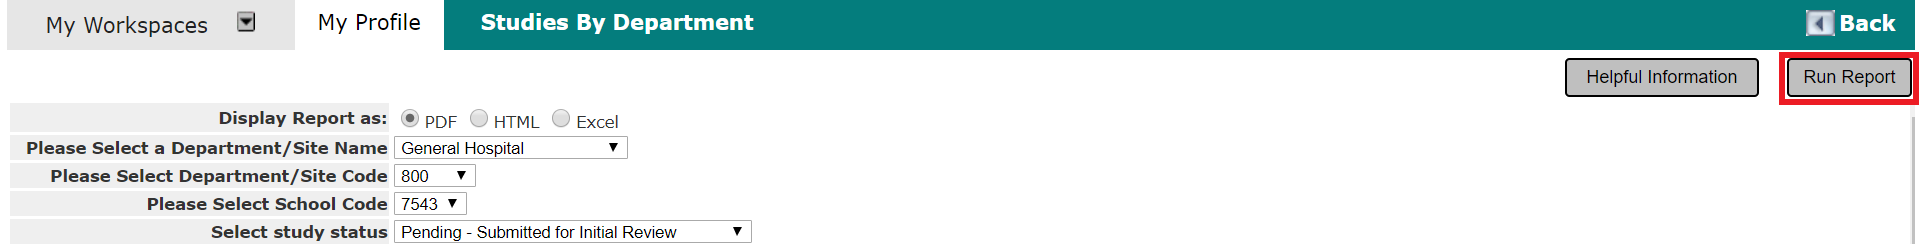 My Workspaces My Profile Studies By Department Back
Helpful Information Run Report
Display Report as: PDF HTML Excel
Please Select a Department/Site Name General Hospital
Please Select Department/Site Code 800
Please Select School Code 7543
Select study status Pending - Submitted for Initial Review